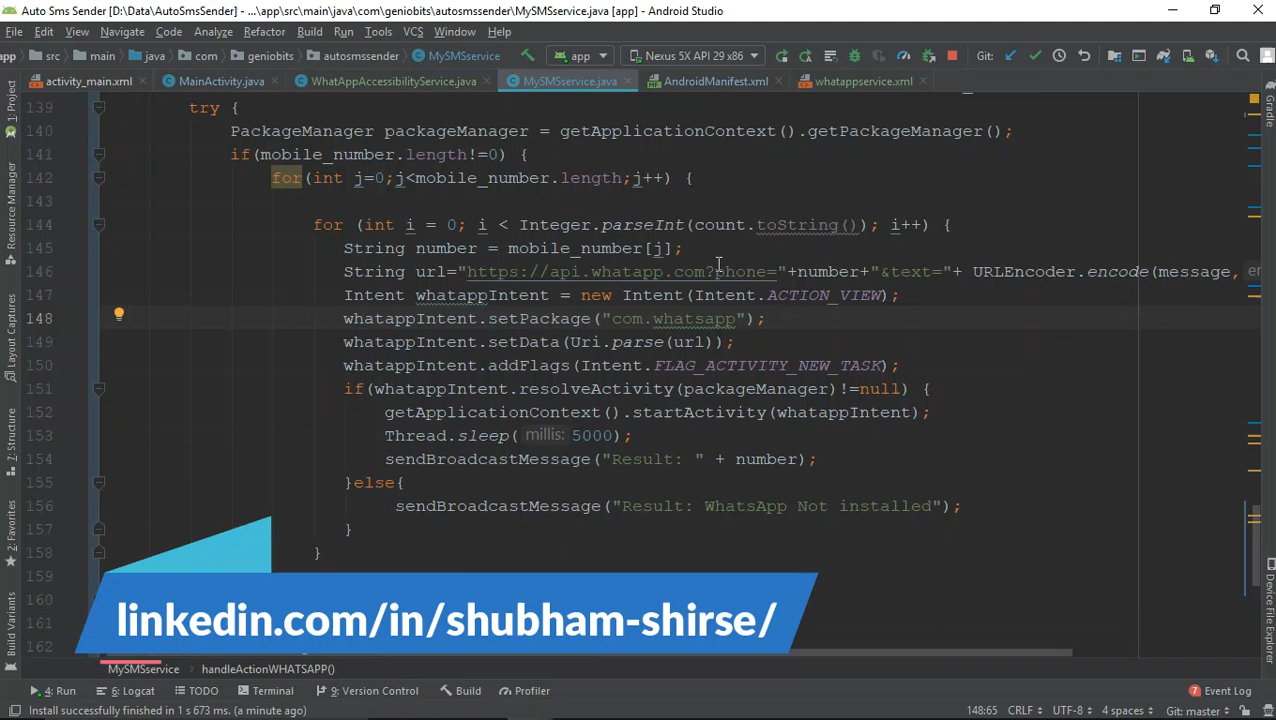 Auto Sms Sender [D:\Data\AutoSmsSender] - ...\app\src\main\java\com\geniobits\autosmssender\MySMSservice.java [app] - Android Studio
File Edit View Navigate Code Analyze Refactor Build Run Tools VCS Window Help
app src main java com geniobits autosmssender MySMSservice app Nexus 5X API 29 x86 Git:
activity_main.xml MainActivity.java WhatAppAccessibilityService.java MySMSservice.java AndroidManifest.xml whatappservice.xml
1: Project
Resource Manager
Layout Captures
7: Structure
2: Favorites
Build Variants
139 try {
140 PackageManager packageManager = getApplicationContext().getPackageManager();
141 if(mobile_number.length!=0) {
142 for(int j=0;j<mobile_number.length;j++) {
143
144 for (int i = 0; i < Integer.parseInt(count.toString()); i++) {
145 String number = mobile_number[j];
146 String url="https://api.whatapp.com?phone="+number+"&text="+ URLEncoder.encode(message, en
147 Intent whatappIntent = new Intent(Intent.ACTION_VIEW);
148 whatappIntent.setPackage("com.whatsapp");
149 whatappIntent.setData(Uri.parse(url));
150 whatappIntent.addFlags(Intent.FLAG_ACTIVITY_NEW_TASK);
151 if(whatappIntent.resolveActivity(packageManager)!=null) {
152 getApplicationContext().startActivity(whatappIntent);
153 Thread.sleep( millis: 5000);
154 sendBroadcastMessage("Result: " + number);
155 }else{
156 sendBroadcastMessage("Result: WhatsApp Not installed");
157 }
158 }
159
160
161
162
Gradle
Device File Explorer
linkedin.com/in/shubham-shirse/
MySMSservice handleActionWHATSAPP()
4: Run 6: Logcat TODO Terminal 9: Version Control Build Profiler 7 Event Log
Install successfully finished in 1 s 673 ms. (a minute ago) 148:65 CRLF UTF-8 4 spaces Git: master